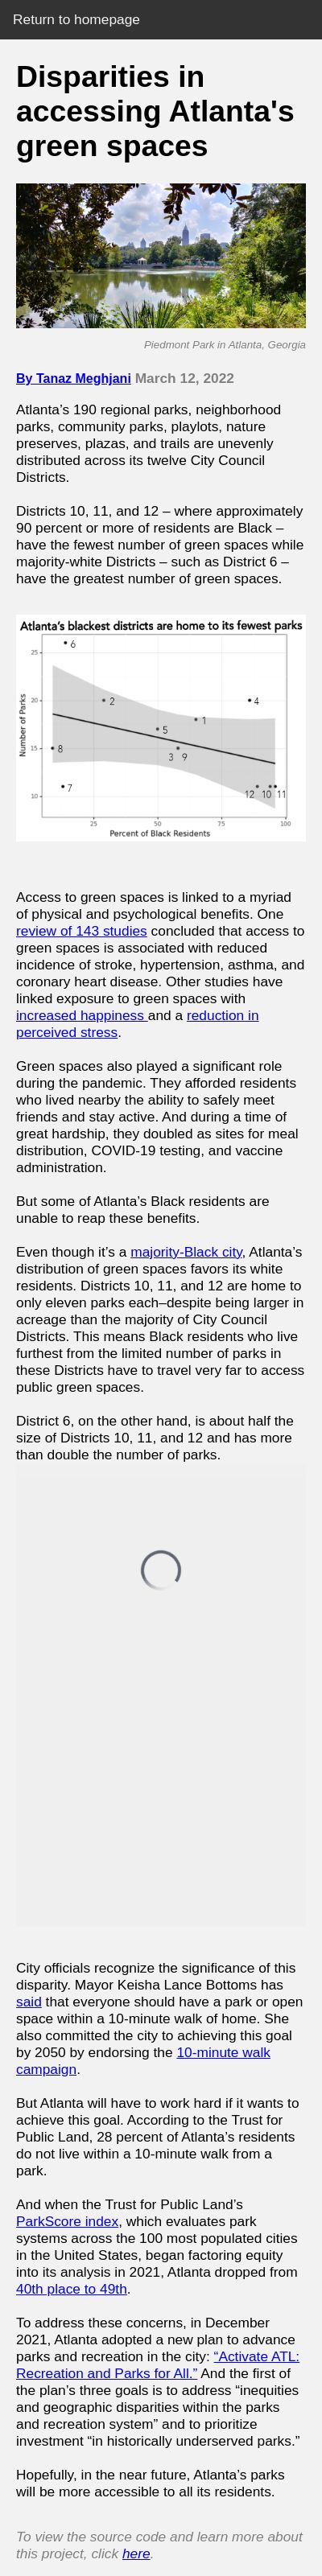 Return to homepage
Disparities in
accessing Atlanta's
green spaces
Piedmont Park in Atlanta, Georgia
By Tanaz Meghjani March 12, 2022
Atlanta’s 190 regional parks, neighborhood
parks, community parks, playlots, nature
preserves, plazas, and trails are unevenly
distributed across its twelve City Council
Districts.
Districts 10, 11, and 12 – where approximately
90 percent or more of residents are Black –
have the fewest number of green spaces while
majority-white Districts – such as District 6 –
have the greatest number of green spaces.
Atlanta’s blackest districts are home to its fewest parks
25
20
15
10
Number of Parks
6
2
4
1
5
8
3 9
7
12 10 11
25 50 75 100
Percent of Black Residents
Access to green spaces is linked to a myriad
of physical and psychological benefits. One
review of 143 studies concluded that access to
green spaces is associated with reduced
incidence of stroke, hypertension, asthma, and
coronary heart disease. Other studies have
linked exposure to green spaces with
increased happiness and a reduction in
perceived stress.
Green spaces also played a significant role
during the pandemic. They afforded residents
who lived nearby the ability to safely meet
friends and stay active. And during a time of
great hardship, they doubled as sites for meal
distribution, COVID-19 testing, and vaccine
administration.
But some of Atlanta’s Black residents are
unable to reap these benefits.
Even though it’s a majority-Black city, Atlanta’s
distribution of green spaces favors its white
residents. Districts 10, 11, and 12 are home to
only eleven parks each–despite being larger in
acreage than the majority of City Council
Districts. This means Black residents who live
furthest from the limited number of parks in
these Districts have to travel very far to access
public green spaces.
District 6, on the other hand, is about half the
size of Districts 10, 11, and 12 and has more
than double the number of parks.
City officials recognize the significance of this
disparity. Mayor Keisha Lance Bottoms has
said that everyone should have a park or open
space within a 10-minute walk of home. She
also committed the city to achieving this goal
by 2050 by endorsing the 10-minute walk
campaign.
But Atlanta will have to work hard if it wants to
achieve this goal. According to the Trust for
Public Land, 28 percent of Atlanta’s residents
do not live within a 10-minute walk from a
park.
And when the Trust for Public Land’s
ParkScore index, which evaluates park
systems across the 100 most populated cities
in the United States, began factoring equity
into its analysis in 2021, Atlanta dropped from
40th place to 49th.
To address these concerns, in December
2021, Atlanta adopted a new plan to advance
parks and recreation in the city: “Activate ATL:
Recreation and Parks for All.” And the first of
the plan’s three goals is to address “inequities
and geographic disparities within the parks
and recreation system” and to prioritize
investment “in historically underserved parks.”
Hopefully, in the near future, Atlanta’s parks
will be more accessible to all its residents.
To view the source code and learn more about
this project, click here.